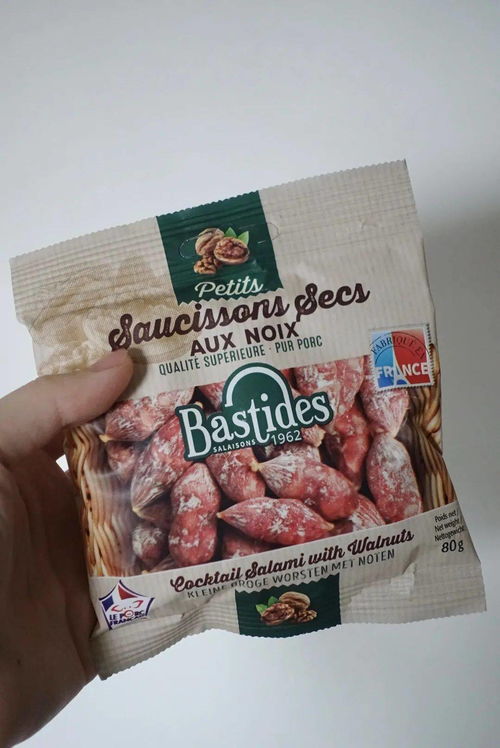 Petits
Saucissons Secs
AUX NOIX
QUALITÉ SUPÉRIEURE · PUR PORC
FABRIQUÉ EN
FRANCE
Bastides
SALAISONS 1962
Poids net/
Net weight/
Nettogewicht
80g
Cocktail Salami with Walnuts
KLEINE DROGE WORSTEN MET NOTEN
LE PORC
FRANÇAIS